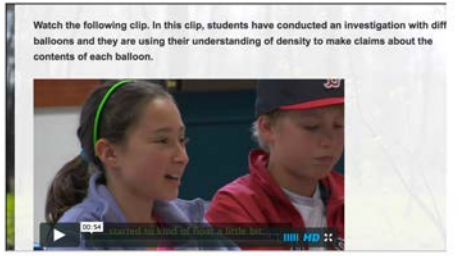 Watch the following clip. In this clip, students have conducted an investigation with diff
balloons and they are using their understanding of density to make claims about the
contents of each balloon.
00:54
started to kind of float a little bit...
HD